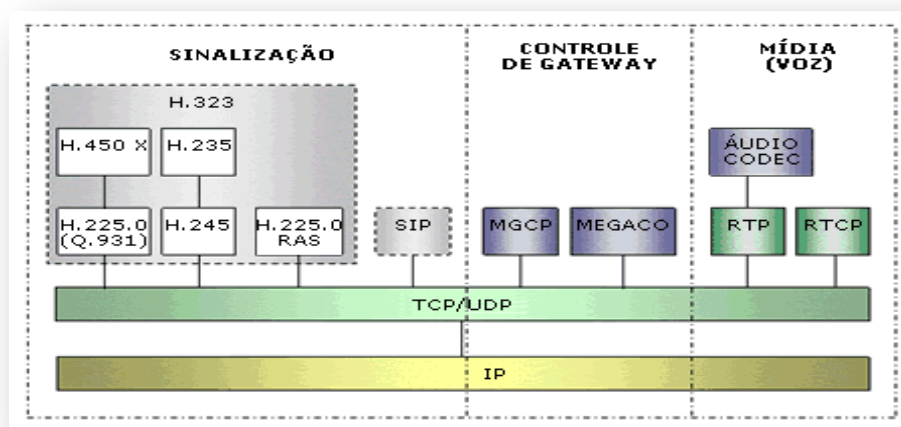 SINALIZAÇÃO
CONTROLE
DE GATEWAY
MÍDIA
(VOZ)
H.323
H.450 X
H.235
ÁUDIO
CODEC
H.225.0
(Q.931)
H.245
H.225.0
RAS
SIP
MGCP
MEGACO
RTP
RTCP
TCP/UDP
IP